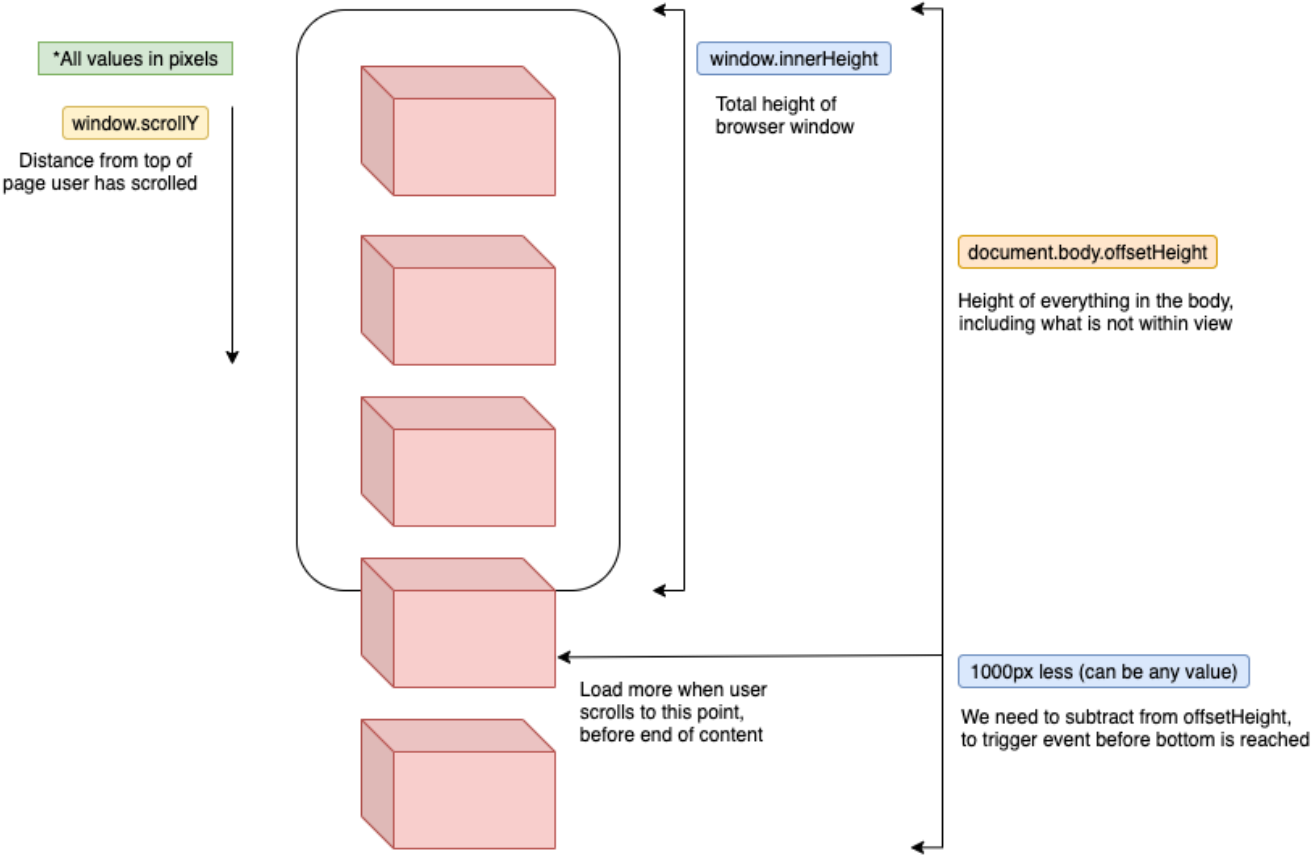 *All values in pixels
window.scrollY
Distance from top of
page user has scrolled
window.innerHeight
Total height of
browser window
document.body.offsetHeight
Height of everything in the body,
including what is not within view
1000px less (can be any value)
We need to subtract from offsetHeight,
to trigger event before bottom is reached
Load more when user
scrolls to this point,
before end of content